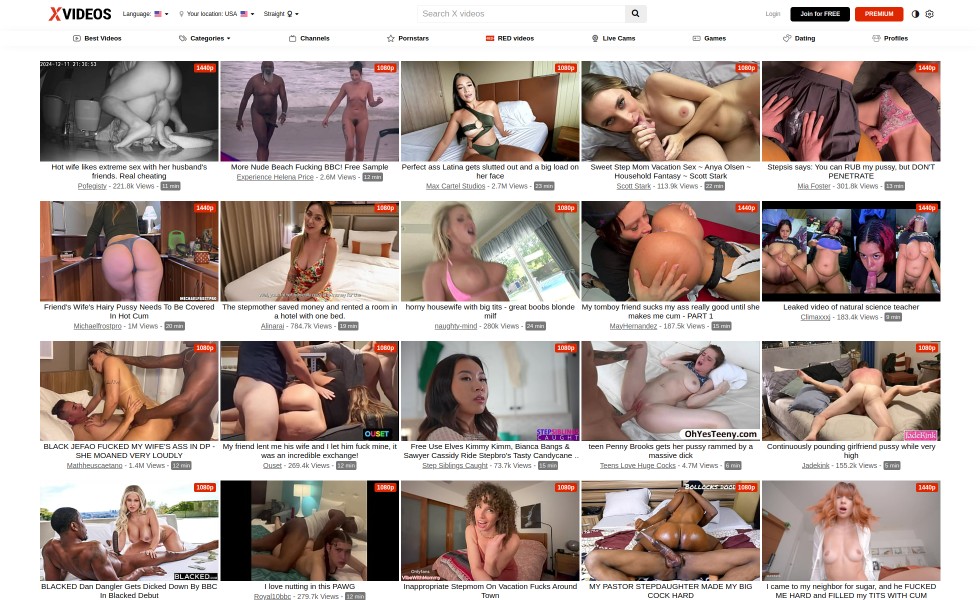 XVIDEOS
Language:
Your location: USA
Straight
Search X videos
Login
Join for FREE
PREMIUM
Best Videos
Categories
Channels
Pornstars
RED videos
Live Cams
Games
Dating
Profiles
2024-12-11 21:30:53
1440p
1080p
1080p
1080p
1440p
Hot wife likes extreme sex with her husband's
friends. Real cheating
Pofegisty - 221.8k Views - 11 min
More Nude Beach Fucking BBC! Free Sample
Experience Helena Price - 2.6M Views - 12 min
Perfect ass Latina gets slutted out and a big load on
her face
Max Cartel Studios - 2.7M Views - 23 min
Sweet Step Mom Vacation Sex ~ Anya Olsen ~
Household Fantasy ~ Scott Stark
Scott Stark - 113.9k Views - 22 min
Stepsis says: You can RUB my pussy, but DON'T
PENETRATE
Mia Foster - 301.8k Views - 13 min
1440p
1080p
1080p
1440p
1080p
MICHAELFROSTPRO
Friend's Wife's Hairy Pussy Needs To Be Covered
In Hot Cum
Michaelfrostpro - 1M Views - 20 min
The stepmother saved money and rented a room in
a hotel with one bed.
Alinarai - 784.7k Views - 19 min
horny housewife with big tits - great boobs blonde
milf
naughty-mind - 280k Views - 24 min
My tomboy friend sucks my ass really good until she
makes me cum - PART 1
MayHernandez - 187.5k Views - 15 min
Leaked video of natural science teacher
Climaxxxi - 183.4k Views - 9 min
1080p
1080p
1080p
1080p
OUSET
STEPSIBLINGS
CAUGHT
OhYesTeeny.com
JadeKink
BLACK JEFAO FUCKED MY WIFE'S ASS IN DP -
SHE MOANED VERY LOUDLY
Mathheuscaetano - 1.4M Views - 12 min
My friend lent me his wife and I let him fuck mine, it
was an incredible exchange!
Ouset - 269.4k Views - 12 min
Free Use Elves Kimmy Kimm, Bianca Bangs &
Sawyer Cassidy Ride Stepbro's Tasty Candycane ..
Step Siblings Caught - 73.7k Views - 15 min
teen Penny Brooks gets her pussy rammed by a
massive dick
Teens Love Huge Cocks - 4.7M Views - 6 min
Continuously pounding girlfriend pussy while very
high
Jadekink - 155.2k Views - 5 min
1080p
1080p
1080p
BOLLOCKS DOGG
1080p
1440p
BLACKED
Onlyfans
VibeWithMommy
BLACKED Dan Dangler Gets Dicked Down By BBC
In Blacked Debut
I love nutting in this PAWG
Royal10bbc - 279.7k Views - 12 min
Inappropriate Stepmom On Vacation Fucks Around
Town
MY PASTOR STEPDAUGHTER MADE MY BIG
COCK HARD
I came to my neighbor for sugar, and he FUCKED
ME HARD and FILLED my TITS WITH CUM